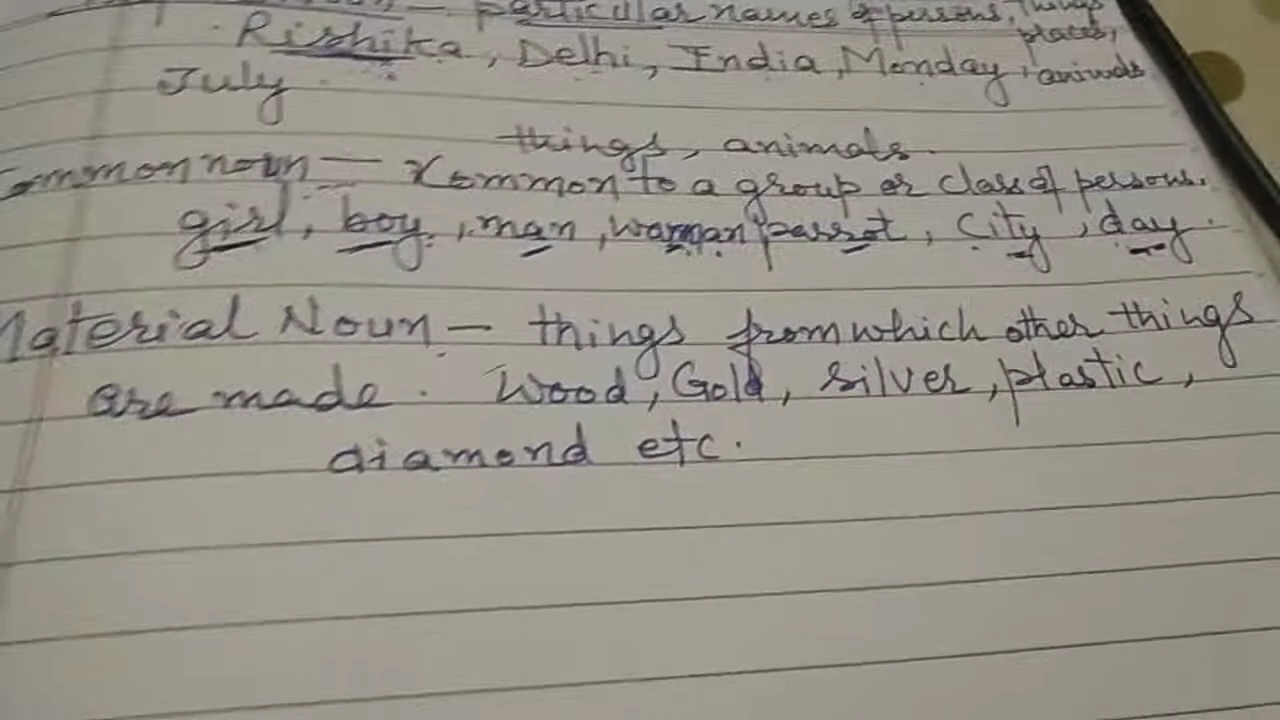 — particular names of persons, things
places,
Rishika, Delhi, India, Monday, animals
July
things, animals.
Common noun — Common to a group or class of persons.
girl, boy, man, woman parrot, city, day.
Material Noun — things from which other things
are made. Wood, Gold, silver, plastic,
diamond etc.